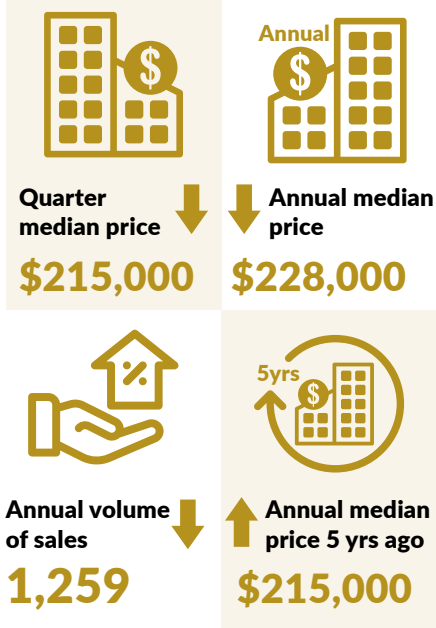 $
Quarter
median price
$215,000
Annual
$
Annual median
price
$228,000
%
Annual volume
of sales
1,259
5yrs
$
Annual median
price 5 yrs ago
$215,000